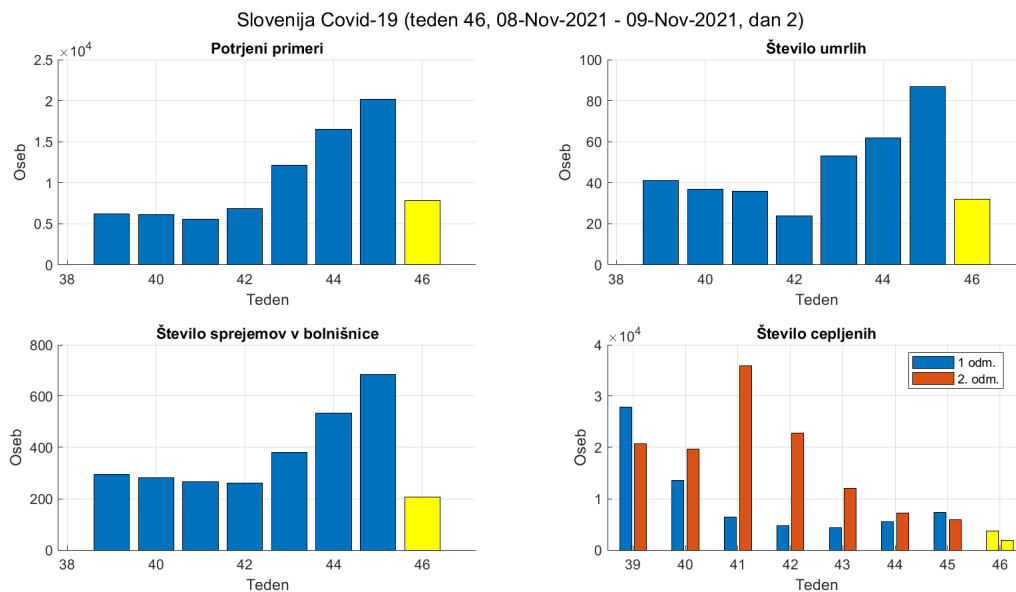 Slovenija Covid-19 (teden 46, 08-Nov-2021 - 09-Nov-2021, dan 2)
Potrjeni primeri
×10⁴
2.5
2
1.5
1
0.5
0
38 40 42 44 46
Oseb
Teden
Število umrlih
100
80
60
40
20
0
38 40 42 44 46
Oseb
Teden
Število sprejemov v bolnišnice
800
600
400
200
0
38 40 42 44 46
Oseb
Teden
Število cepljenih
×10⁴
4
3
2
1
0
39 40 41 42 43 44 45 46
Oseb
Teden
1 odm.
2. odm.